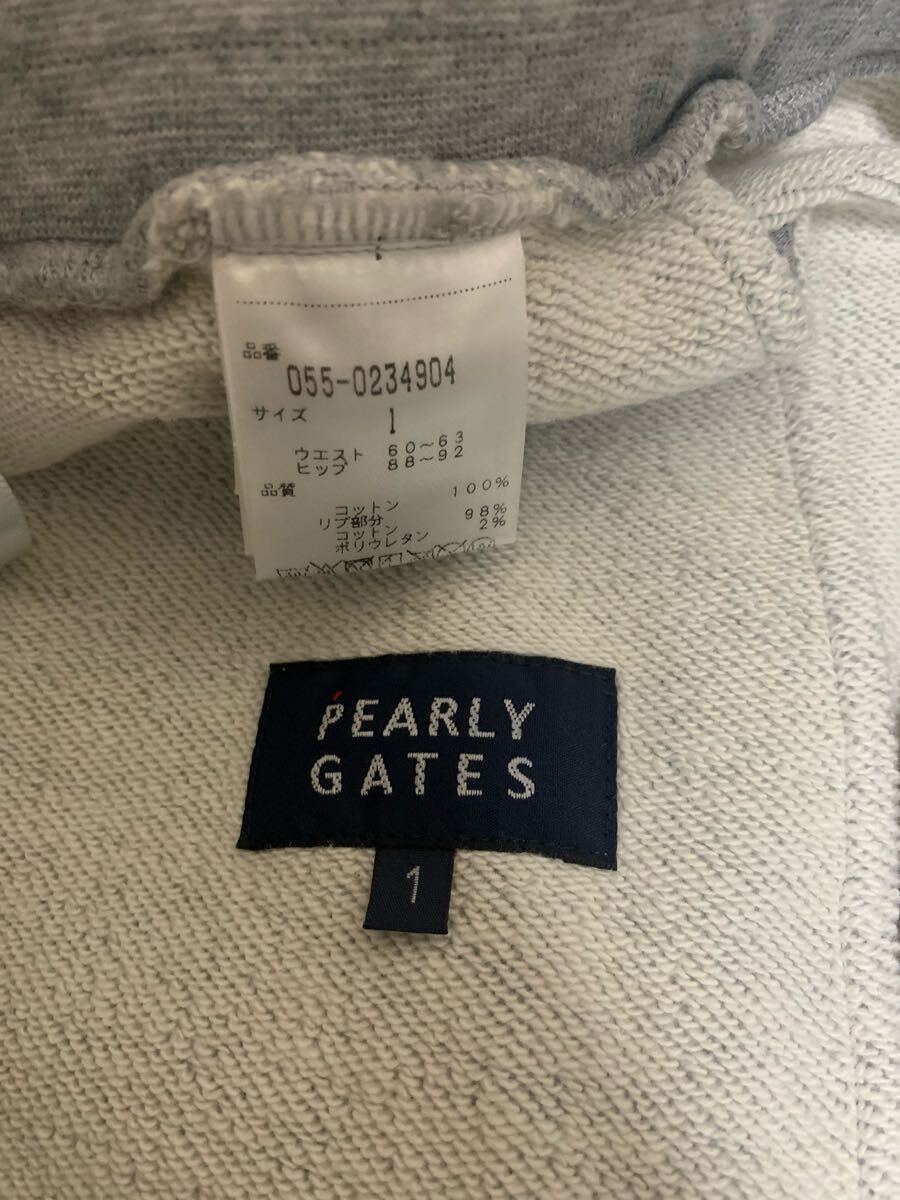 品番
055-0234904
サイズ
1
ウエスト 60～63
ヒップ 88～92
品質
コットン 100%
リブ部分
コットン 98%
ポリウレタン 2%
PEARLY
GATES
1